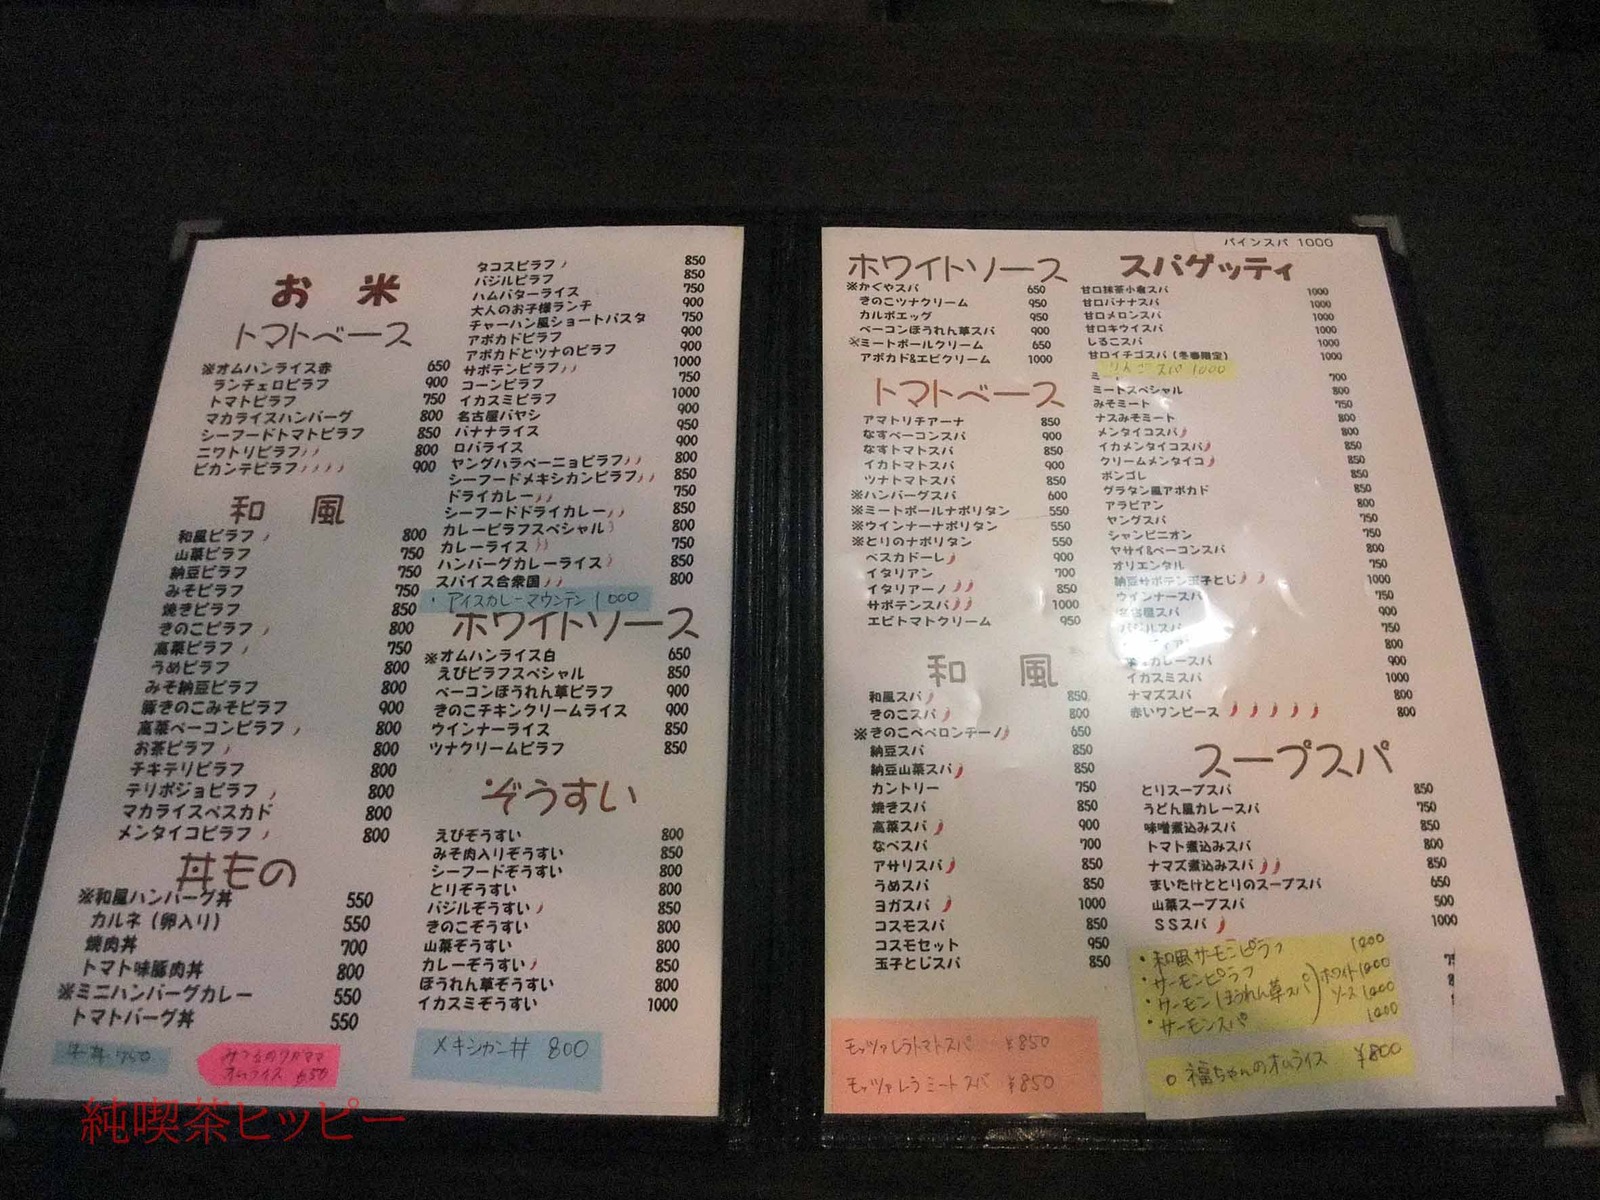 お 米
トマトベース
※オムハンライス赤 650
ランチェロピラフ 900
トマトピラフ 750
マカライスハンバーグ 800
シーフードトマトピラフ 850
ニワトリピラフ 800
ピカンテピラフ 900
和 風
和風ピラフ 800
山菜ピラフ 750
納豆ピラフ 750
みそピラフ 750
焼きピラフ 850
きのこピラフ 800
高菜ピラフ 750
うめピラフ 800
みそ納豆ピラフ 800
豚きのこみそピラフ 900
高菜ベーコンピラフ 800
お茶ピラフ 800
チキテリピラフ 800
テリポジョピラフ 800
マカライスペスカド 800
メンタイコピラフ 800
丼もの
※和風ハンバーグ丼 550
カルネ（卵入り） 550
焼肉丼 700
トマト味豚肉丼 800
※ミニハンバーグカレー 550
トマトバーグ丼 550
オムライス 650
タコスピラフ 850
バジルピラフ 850
ハムバターライス 750
大人のお子様ランチ 900
チャーハン風ショートパスタ 750
アボカドピラフ 900
アボカドとツナのピラフ 900
サボテンピラフ 1000
コーンピラフ 750
イカスミピラフ 1000
名古屋バヤシ 900
バナナライス 950
ロバライス 900
ヤングハラペーニョピラフ 800
シーフードメキシカンピラフ 850
ドライカレー 750
シーフードドライカレー 850
カレーピラフスペシャル 800
カレーライス 750
ハンバーグカレーライス 850
スパイス合衆国 800
・アイスカレーマウンテン 1000
ホワイトソース
※オムハンライス白 650
えびピラフスペシャル 850
ベーコンほうれん草ピラフ 900
きのこチキンクリームライス 900
ウインナーライス 850
ツナクリームピラフ 850
ぞうすい
えびぞうすい 800
みそ肉入りぞうすい 850
シーフードぞうすい 800
とりぞうすい 800
バジルぞうすい 850
きのこぞうすい 800
山菜ぞうすい 800
カレーぞうすい 850
ほうれん草ぞうすい 800
イカスミぞうすい 1000
メキシカン丼 800
ホワイトソース
※かぐやスパ 650
きのこツナクリーム 950
カルボエッグ 950
ベーコンほうれん草スパ 900
※ミートボールクリーム 650
アボカド&エビクリーム 1000
トマトベース
アマトリチアーナ 850
なすベーコンスパ 900
なすトマトスパ 850
イカトマトスパ 900
ツナトマトスパ 850
※ハンバーグスパ 600
※ミートボールナポリタン 550
※ウインナーナポリタン 550
※とりのナポリタン 550
ペスカドーレ 900
イタリアン 700
イタリアーノ 850
サボテンスパ 1000
エビトマトクリーム 950
和 風
和風スパ 850
きのこスパ 800
※きのこペペロンチーノ 650
納豆スパ 850
納豆山菜スパ 850
カントリー 750
焼きスパ 850
高菜スパ 900
なべスパ 700
アサリスパ 850
うめスパ 850
ヨガスパ 1000
コスモスパ 850
コスモセット 950
玉子とじスパ 850
モッツァレラトマトスパ ¥850
モッツァレラミートスパ ¥850
パインスパ 1000
スパゲッティ
甘口抹茶小倉スパ 1000
甘口バナナスパ 1000
甘口メロンスパ 1000
甘口キウイスパ 1000
しるこスパ 1000
甘口イチゴスパ（冬春限定） 1000
りんごスパ 1000
700
ミートスペシャル 800
みそミート 750
ナスみそミート 800
メンタイコスパ 800
イカメンタイコスパ 850
クリームメンタイコ 850
ボンゴレ 850
グラタン風アボカド 850
アラビアン 800
ヤングスパ 750
シャンピニオン 750
ヤサイ&ベーコンスパ 800
オリエンタル 750
納豆サボテン玉子とじ 1000
ウインナースパ 750
名古屋スパ 900
バジルスパ 750
800
カレースパ 900
イカスミスパ 1000
ナマズスパ 800
赤いワンピース 800
スープスパ
とりスープスパ 850
うどん風カレースパ 750
味噌煮込みスパ 850
トマト煮込みスパ 800
ナマズ煮込みスパ 850
まいたけととりのスープスパ 650
山菜スープスパ 500
SSスパ 1000
・和風サーモンピラフ 1000
・サーモンピラフ
・サーモンほうれん草スパ ホワイトソース 1000 1000
・サーモンスパ 1000
○福ちゃんのオムライス ¥800
純喫茶ヒッピー